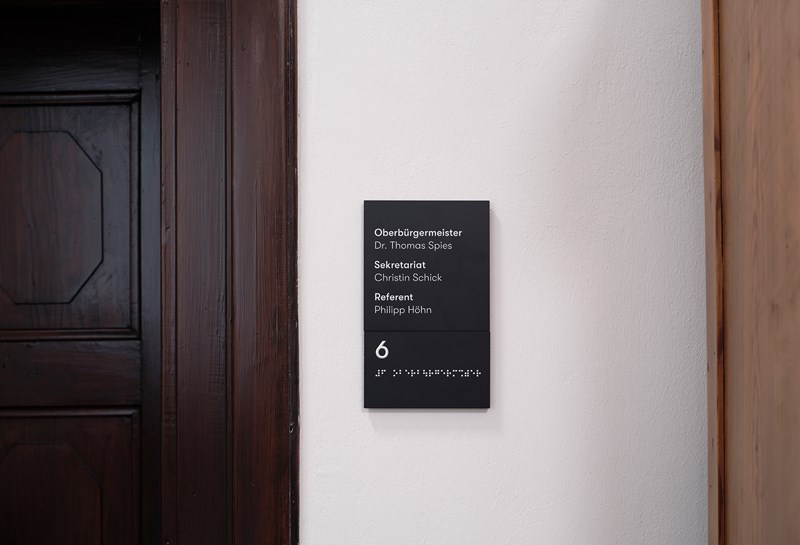 Oberbürgermeister
Dr. Thomas Spies
Sekretariat
Christin Schick
Referent
Philipp Höhn
6
⠼⠋ ⠕⠃⠑⠗⠃⠳⠗⠛⠑⠗⠍⠩⠾⠑⠗